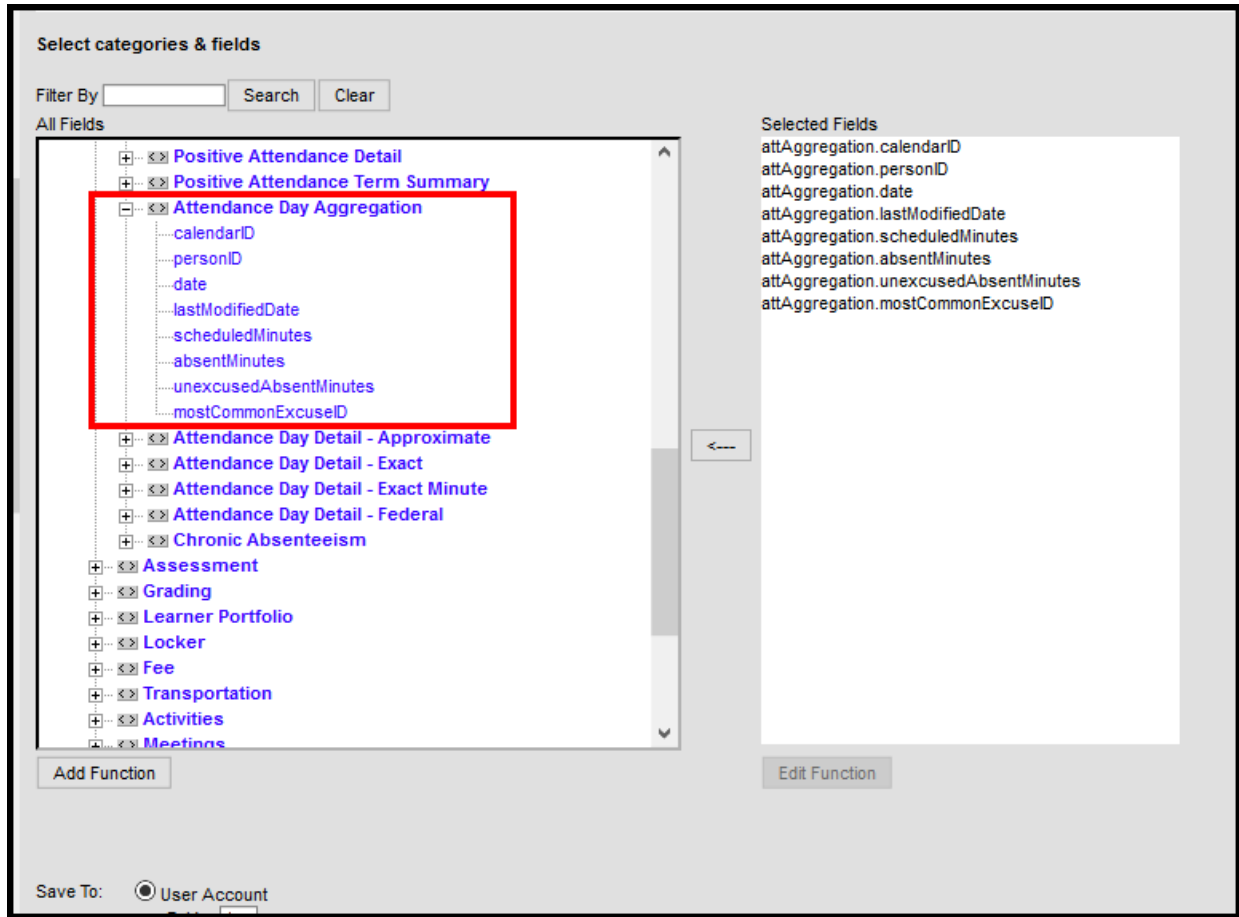 Select categories & fields
Filter By
Search
Clear
All Fields
Positive Attendance Detail
Positive Attendance Term Summary
Attendance Day Aggregation
calendarID
personID
date
lastModifiedDate
scheduledMinutes
absentMinutes
unexcusedAbsentMinutes
mostCommonExcuseID
Attendance Day Detail - Approximate
Attendance Day Detail - Exact
Attendance Day Detail - Exact Minute
Attendance Day Detail - Federal
Chronic Absenteeism
Assessment
Grading
Learner Portfolio
Locker
Fee
Transportation
Activities
Meetings
Add Function
<---
Selected Fields
attAggregation.calendarID
attAggregation.personID
attAggregation.date
attAggregation.lastModifiedDate
attAggregation.scheduledMinutes
attAggregation.absentMinutes
attAggregation.unexcusedAbsentMinutes
attAggregation.mostCommonExcuseID
Edit Function
Save To:
User Account